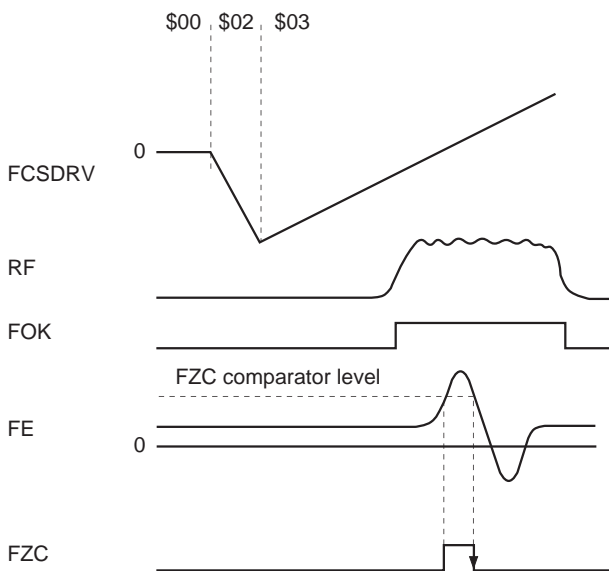 $00 $02 $03
0
FCSDRV
RF
FOK
FZC comparator level
FE
0
FZC